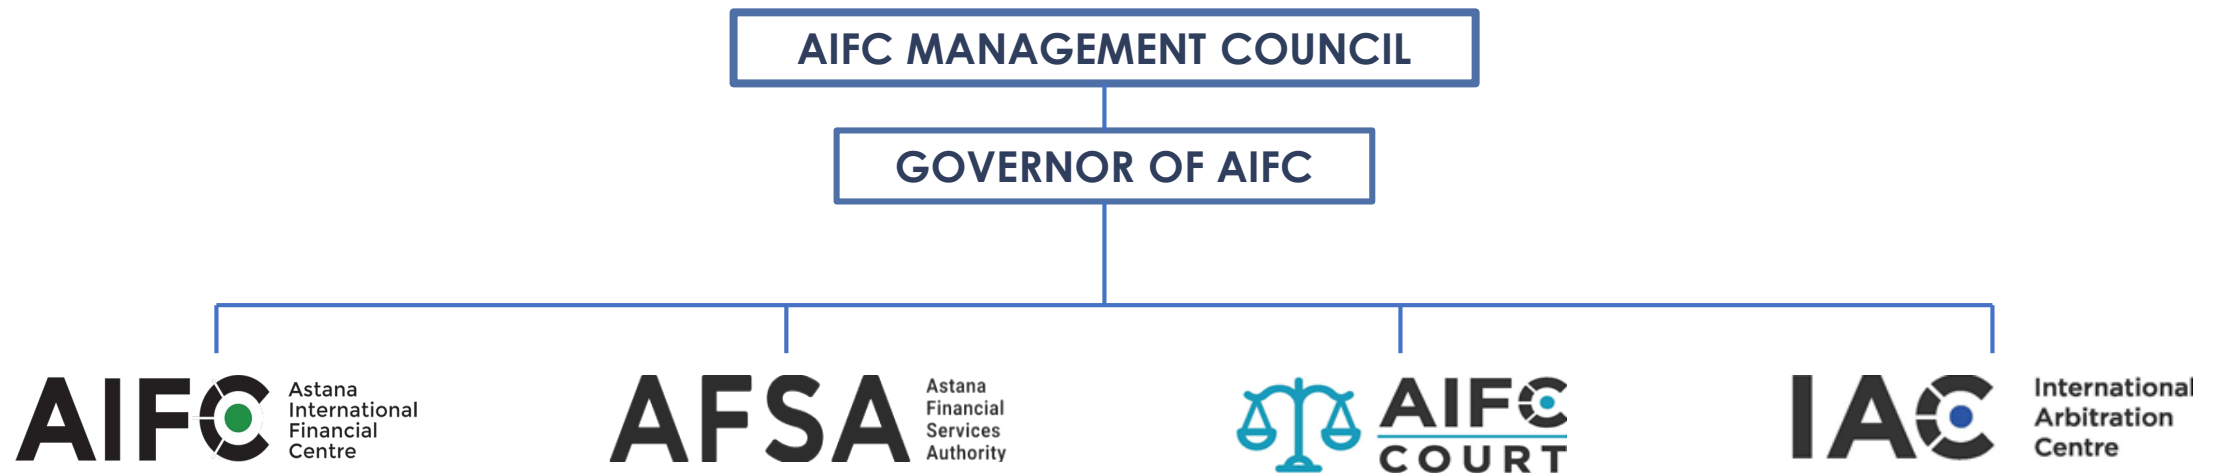 AIFC MANAGEMENT COUNCIL
GOVERNOR OF AIFC
AIFC
Astana
International
Financial
Centre
AFSA
Astana
Financial
Services
Authority
AIFC
COURT
IAC
International
Arbitration
Centre